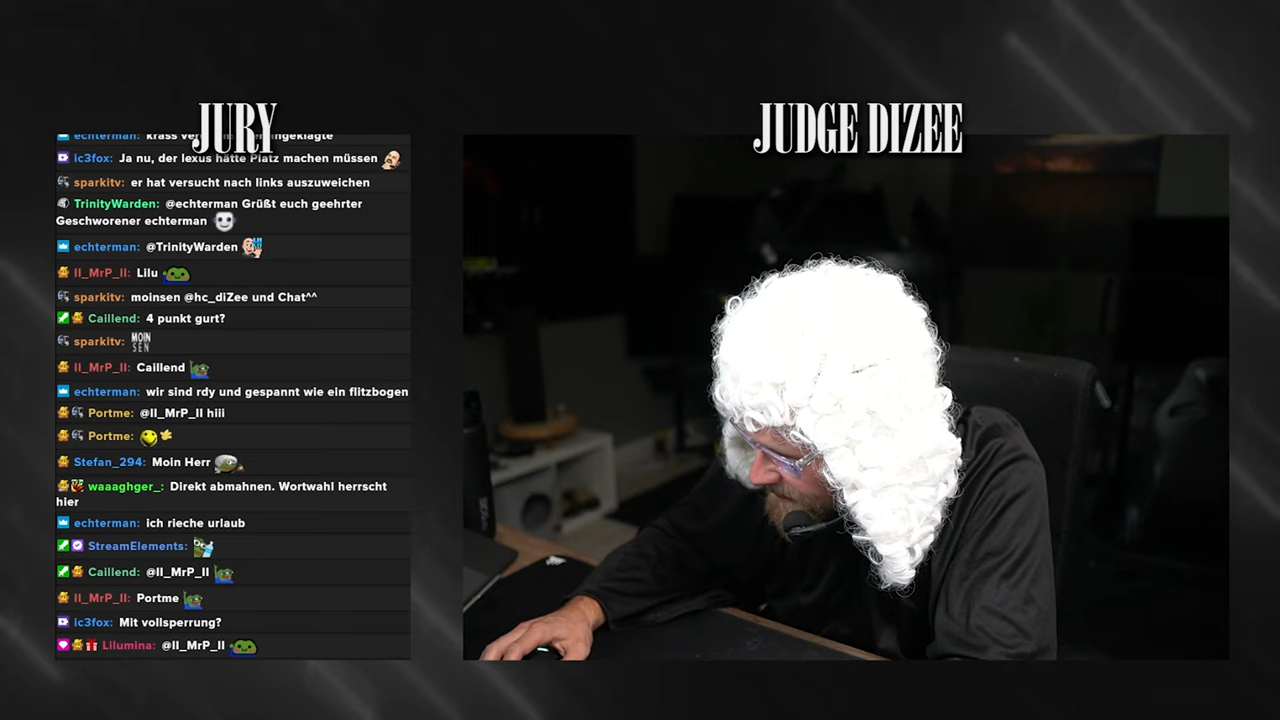 JURY
JUDGE DIZEE
echterman: krass
ic3fox: Ja nu, der lexus hätte Platz machen müssen
sparkitv: er hat versucht nach links auszuweichen
TrinityWarden: @echterman Grüßt euch geehrter
Geschworener echterman
echterman: @TrinityWarden
II_MrP_II: Lilu
sparkitv: moinsen @hc_diZee und Chat^^
Caillend: 4 punkt gurt?
sparkitv: MOIN
SEN
II_MrP_II: Caillend
echterman: wir sind rdy und gespannt wie ein flitzbogen
Portme: @II_MrP_II hiii
Portme:
Stefan_294: Moin Herr
waaaghger_: Direkt abmahnen. Wortwahl herrscht
hier
echterman: ich rieche urlaub
StreamElements:
Caillend: @II_MrP_II
II_MrP_II: Portme
ic3fox: Mit vollsperrung?
Lilumina: @II_MrP_II